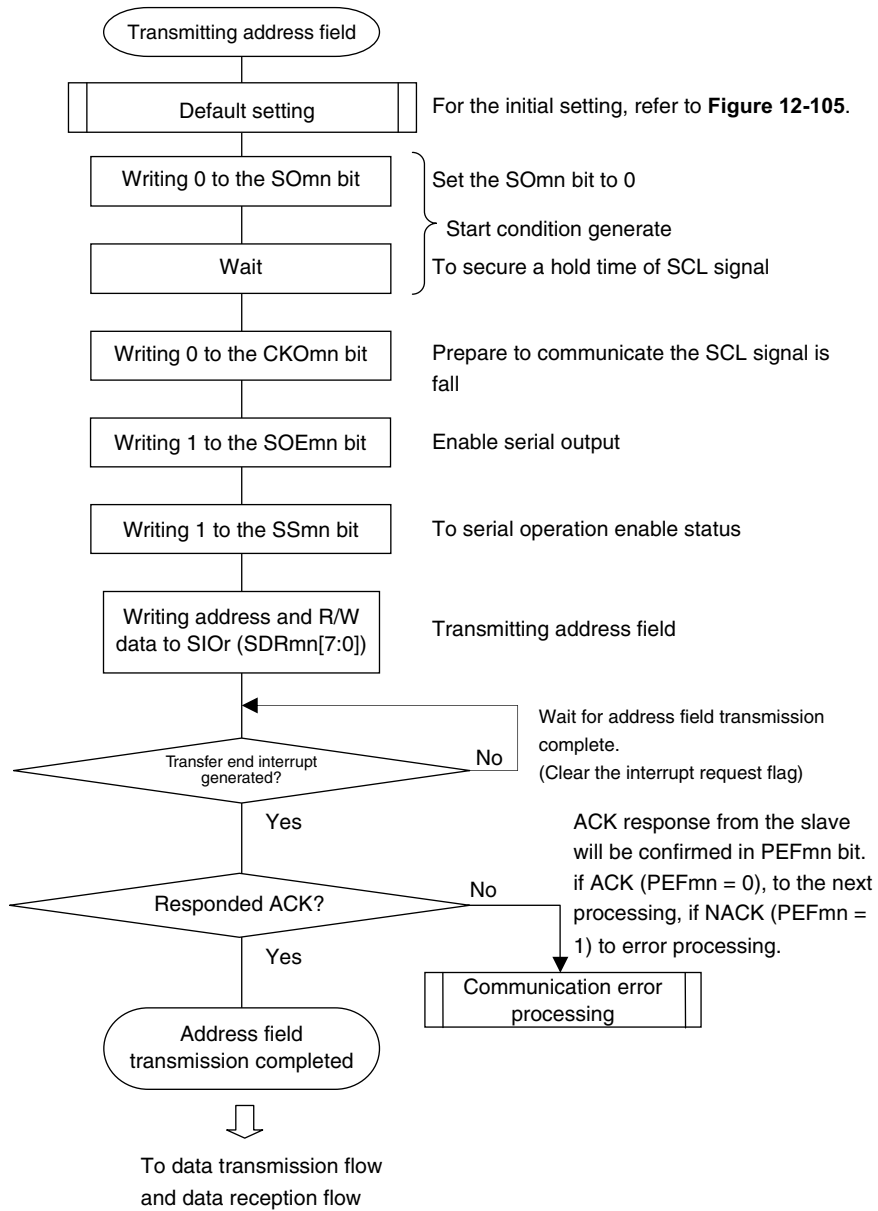 Transmitting address field
Default setting
For the initial setting, refer to Figure 12-105.
Writing 0 to the SOmn bit
Set the SOmn bit to 0
Start condition generate
Wait
To secure a hold time of SCL signal
Writing 0 to the CKOmn bit
Prepare to communicate the SCL signal is
fall
Writing 1 to the SOEmn bit
Enable serial output
Writing 1 to the SSmn bit
To serial operation enable status
Writing address and R/W
data to SIOr (SDRmn[7:0])
Transmitting address field
Transfer end interrupt
generated?
No
Wait for address field transmission
complete.
(Clear the interrupt request flag)
Yes
Responded ACK?
No
ACK response from the slave
will be confirmed in PEFmn bit.
if ACK (PEFmn = 0), to the next
processing, if NACK (PEFmn =
1) to error processing.
Yes
Communication error
processing
Address field
transmission completed
To data transmission flow
and data reception flow